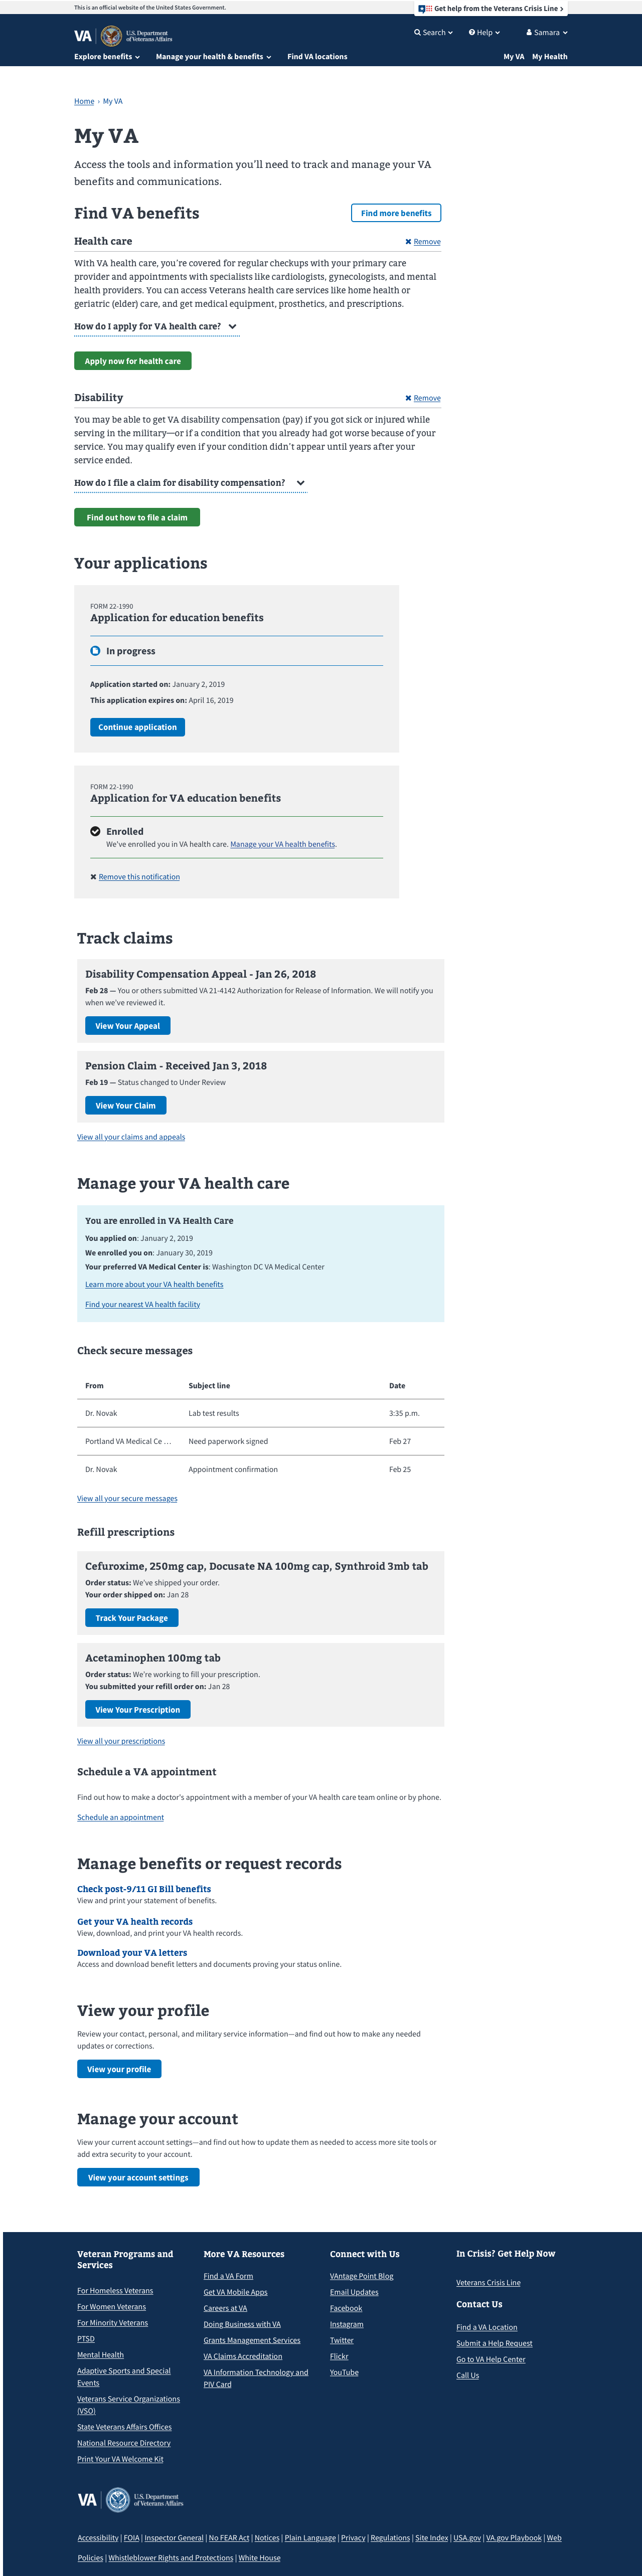 This is an official website of the United States Government.
Get help from the Veterans Crisis Line
VA
U.S. Department
of Veterans Affairs
Search
Help
Samara
Explore benefits
Manage your health & benefits
Find VA locations
My VA
My Health
Home › My VA
My VA
Access the tools and information you'll need to track and manage your VA
benefits and communications.
Find VA benefits
Find more benefits
Health care
Remove
With VA health care, you're covered for regular checkups with your primary care
provider and appointments with specialists like cardiologists, gynecologists, and mental
health providers. You can access Veterans health care services like home health or
geriatric (elder) care, and get medical equipment, prosthetics, and prescriptions.
How do I apply for VA health care?
Apply now for health care
Disability
Remove
You may be able to get VA disability compensation (pay) if you got sick or injured while
serving in the military—or if a condition that you already had got worse because of your
service. You may qualify even if your condition didn't appear until years after your
service ended.
How do I file a claim for disability compensation?
Find out how to file a claim
Your applications
FORM 22-1990
Application for education benefits
In progress
Application started on: January 2, 2019
This application expires on: April 16, 2019
Continue application
FORM 22-1990
Application for VA education benefits
Enrolled
We've enrolled you in VA health care. Manage your VA health benefits.
Remove this notification
Track claims
Disability Compensation Appeal - Jan 26, 2018
Feb 28 — You or others submitted VA 21-4142 Authorization for Release of Information. We will notify you
when we've reviewed it.
View Your Appeal
Pension Claim - Received Jan 3, 2018
Feb 19 — Status changed to Under Review
View Your Claim
View all your claims and appeals
Manage your VA health care
You are enrolled in VA Health Care
You applied on: January 2, 2019
We enrolled you on: January 30, 2019
Your preferred VA Medical Center is: Washington DC VA Medical Center
Learn more about your VA health benefits
Find your nearest VA health facility
Check secure messages
From Subject line Date
Dr. Novak Lab test results 3:35 p.m.
Portland VA Medical Ce … Need paperwork signed Feb 27
Dr. Novak Appointment confirmation Feb 25
View all your secure messages
Refill prescriptions
Cefuroxime, 250mg cap, Docusate NA 100mg cap, Synthroid 3mb tab
Order status: We've shipped your order.
Your order shipped on: Jan 28
Track Your Package
Acetaminophen 100mg tab
Order status: We're working to fill your prescription.
You submitted your refill order on: Jan 28
View Your Prescription
View all your prescriptions
Schedule a VA appointment
Find out how to make a doctor's appointment with a member of your VA health care team online or by phone.
Schedule an appointment
Manage benefits or request records
Check post-9/11 GI Bill benefits
View and print your statement of benefits.
Get your VA health records
View, download, and print your VA health records.
Download your VA letters
Access and download benefit letters and documents proving your status online.
View your profile
Review your contact, personal, and military service information—and find out how to make any needed
updates or corrections.
View your profile
Manage your account
View your current account settings—and find out how to update them as needed to access more site tools or
add extra security to your account.
View your account settings
Veteran Programs and
Services
For Homeless Veterans
For Women Veterans
For Minority Veterans
PTSD
Mental Health
Adaptive Sports and Special
Events
Veterans Service Organizations
(VSO)
State Veterans Affairs Offices
National Resource Directory
Print Your VA Welcome Kit
More VA Resources
Find a VA Form
Get VA Mobile Apps
Careers at VA
Doing Business with VA
Grants Management Services
VA Claims Accreditation
VA Information Technology and
PIV Card
Connect with Us
VAntage Point Blog
Email Updates
Facebook
Instagram
Twitter
Flickr
YouTube
In Crisis? Get Help Now
Veterans Crisis Line
Contact Us
Find a VA Location
Submit a Help Request
Go to VA Help Center
Call Us
VA
U.S. Department
of Veterans Affairs
Accessibility | FOIA | Inspector General | No FEAR Act | Notices | Plain Language | Privacy | Regulations | Site Index | USA.gov | VA.gov Playbook | Web
Policies | Whistleblower Rights and Protections | White House